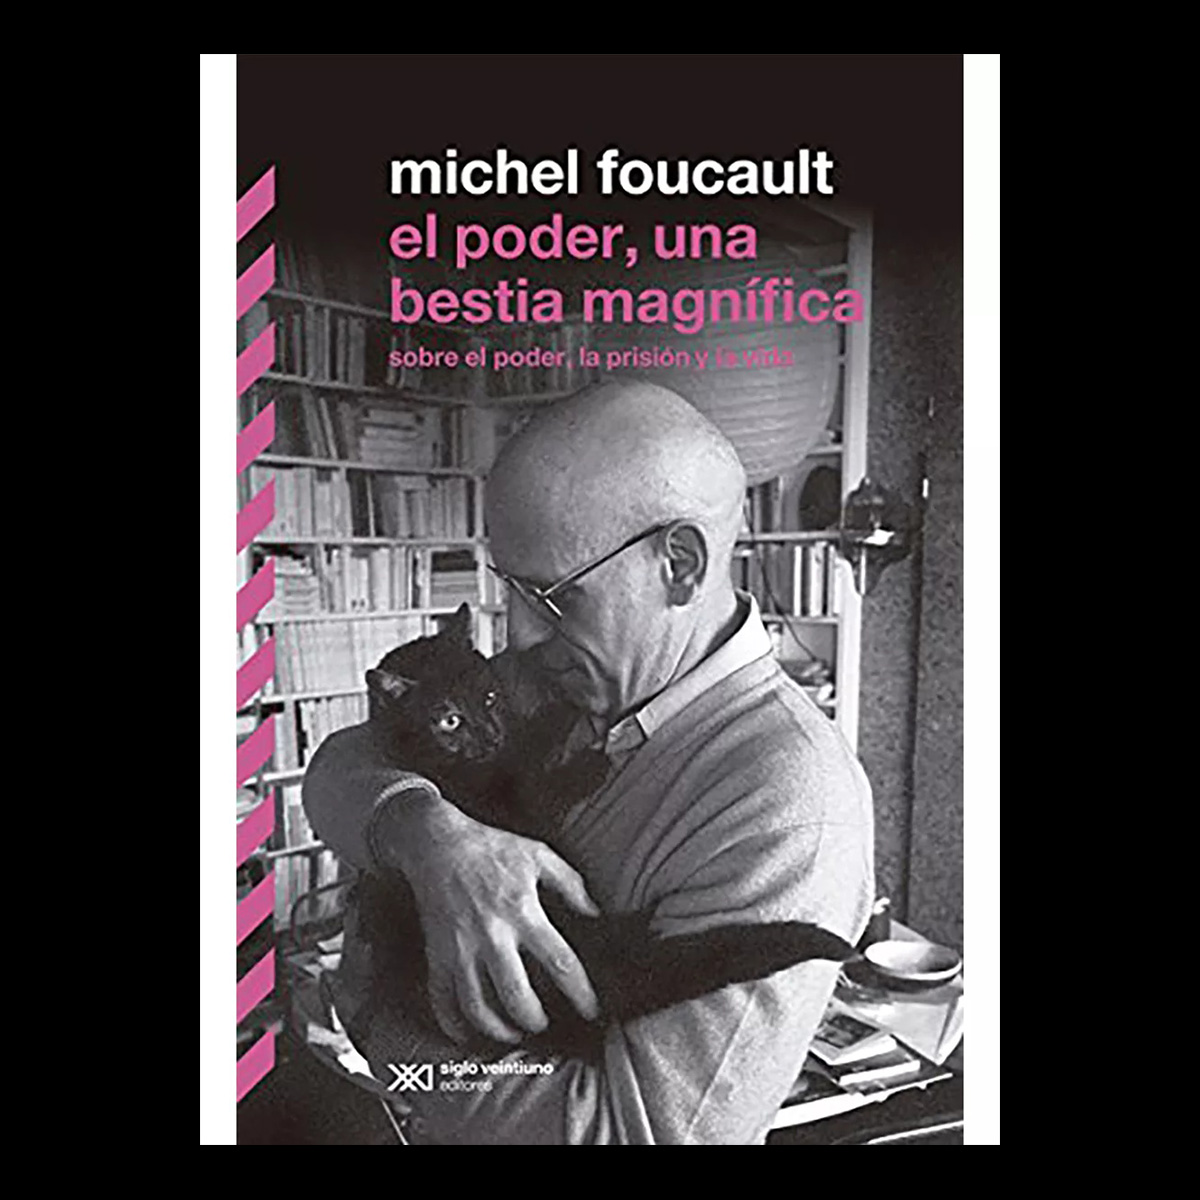 michel foucault
el poder, una
bestia magnífica
sobre el poder, la prisión y la vida
siglo veintiuno
editores